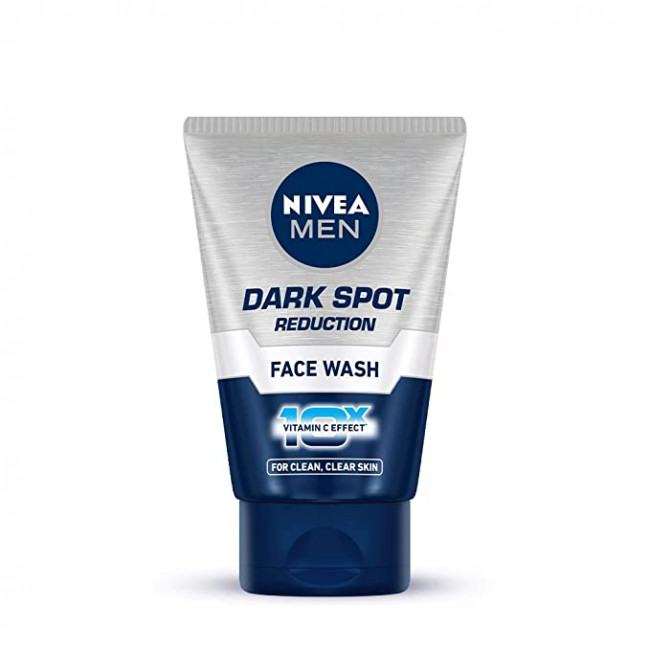 NIVEA
MEN
DARK SPOT
REDUCTION
FACE WASH
10X
VITAMIN C EFFECT*
FOR CLEAN, CLEAR SKIN